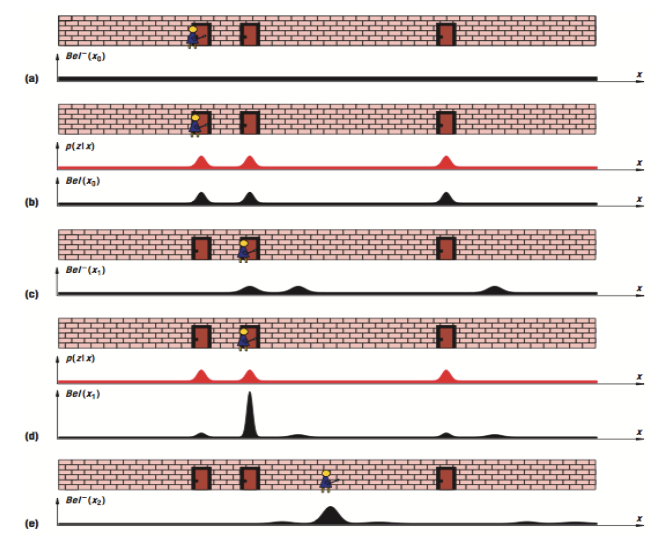 Bel⁻(x₀)
(a) x
p(z|x) x
Bel(x₀)
(b) x
Bel⁻(x₁)
(c) x
p(z|x) x
Bel(x₁)
(d) x
Bel⁻(x₂)
(e) x